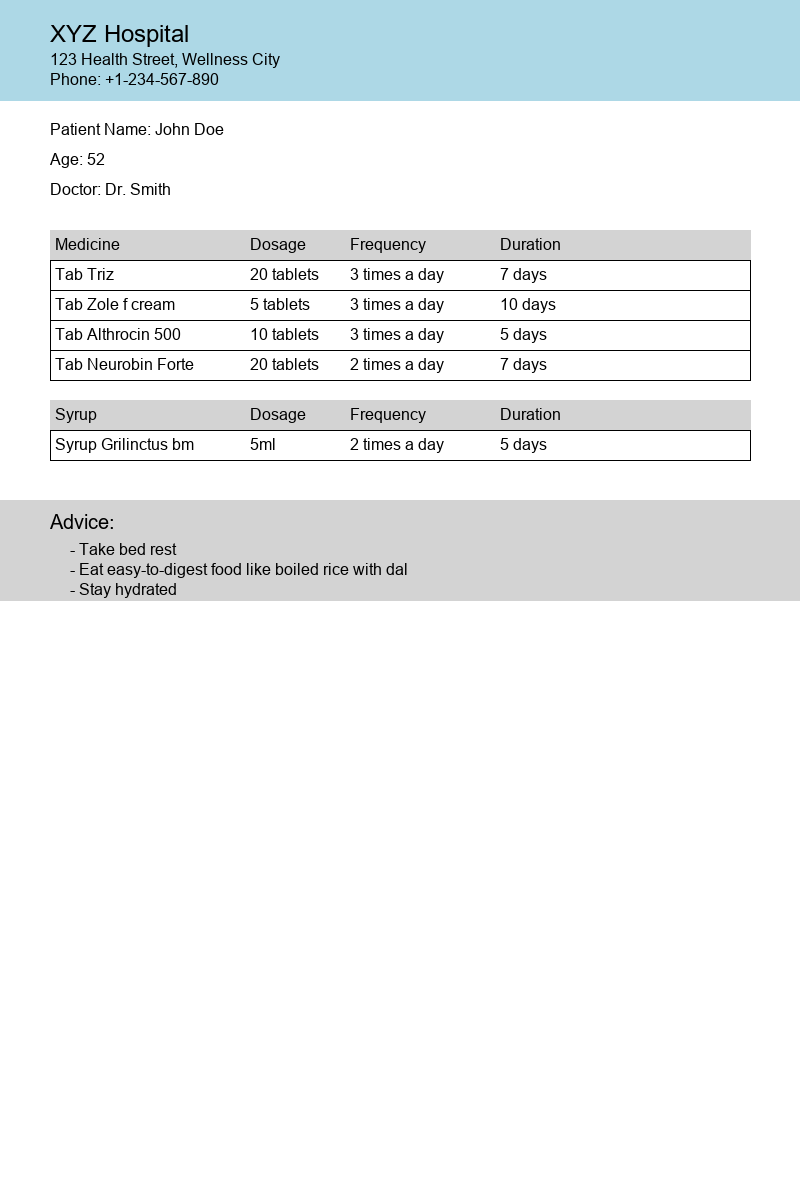 XYZ Hospital
123 Health Street, Wellness City
Phone: +1-234-567-890
Patient Name: John Doe
Age: 52
Doctor: Dr. Smith
Medicine Dosage Frequency Duration
Tab Triz 20 tablets 3 times a day 7 days
Tab Zole f cream 5 tablets 3 times a day 10 days
Tab Althrocin 500 10 tablets 3 times a day 5 days
Tab Neurobin Forte 20 tablets 2 times a day 7 days
Syrup Dosage Frequency Duration
Syrup Grilinctus bm 5ml 2 times a day 5 days
Advice:
- Take bed rest
- Eat easy-to-digest food like boiled rice with dal
- Stay hydrated